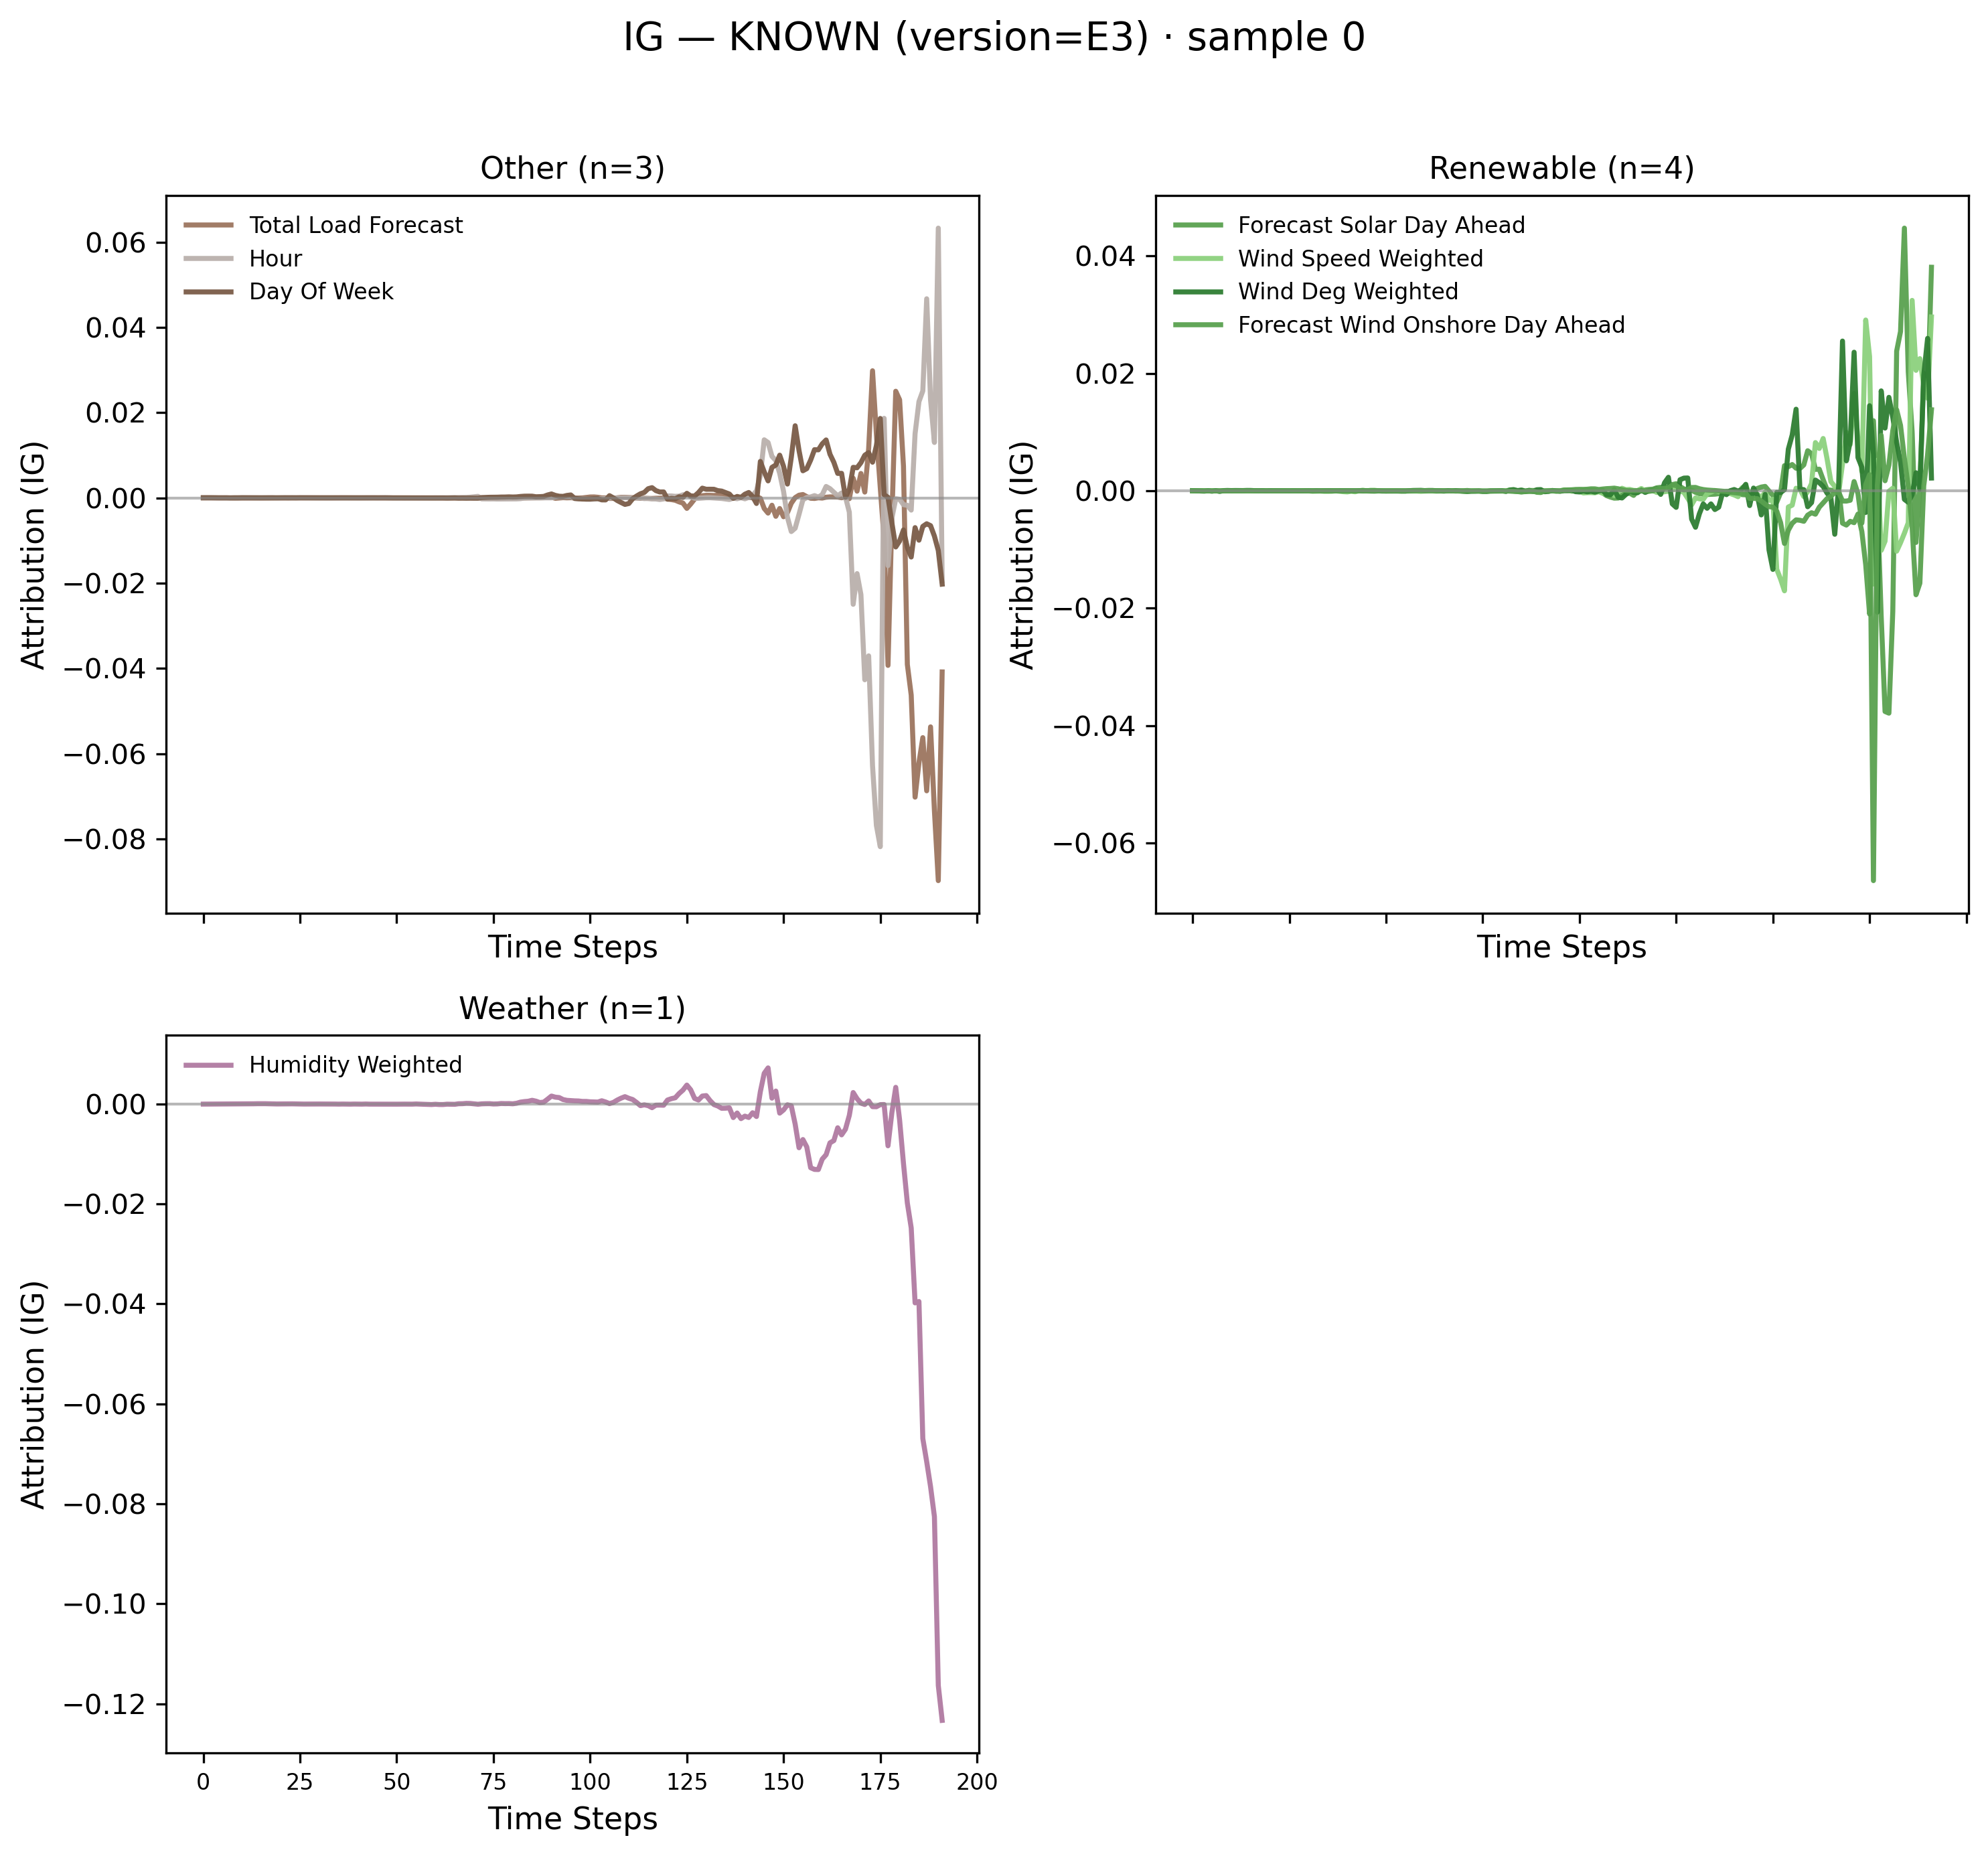 IG — KNOWN (version=E3) · sample 0
Other (n=3)
Total Load Forecast
Hour
Day Of Week
0.06
0.04
0.02
0.00
−0.02
−0.04
−0.06
−0.08
Attribution (IG)
Time Steps
Renewable (n=4)
Forecast Solar Day Ahead
Wind Speed Weighted
Wind Deg Weighted
Forecast Wind Onshore Day Ahead
0.04
0.02
0.00
−0.02
−0.04
−0.06
Attribution (IG)
Time Steps
Weather (n=1)
Humidity Weighted
0.00
−0.02
−0.04
−0.06
−0.08
−0.10
−0.12
Attribution (IG)
0 25 50 75 100 125 150 175 200
Time Steps